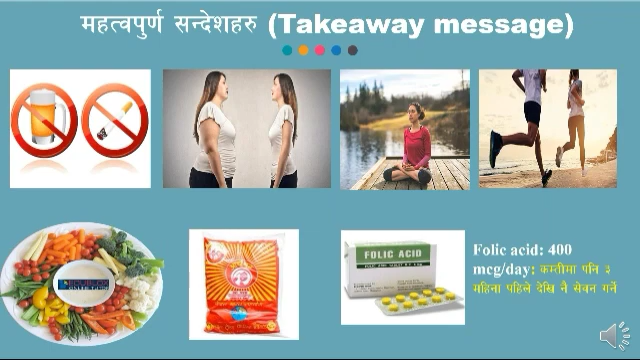 महत्वपुर्ण सन्देशहरु (Takeaway message)
FOLIC ACID
Folic acid: 400
mcg/day: कम्तीमा पनि ३
महिना पहिले देखि नै सेवन गर्ने